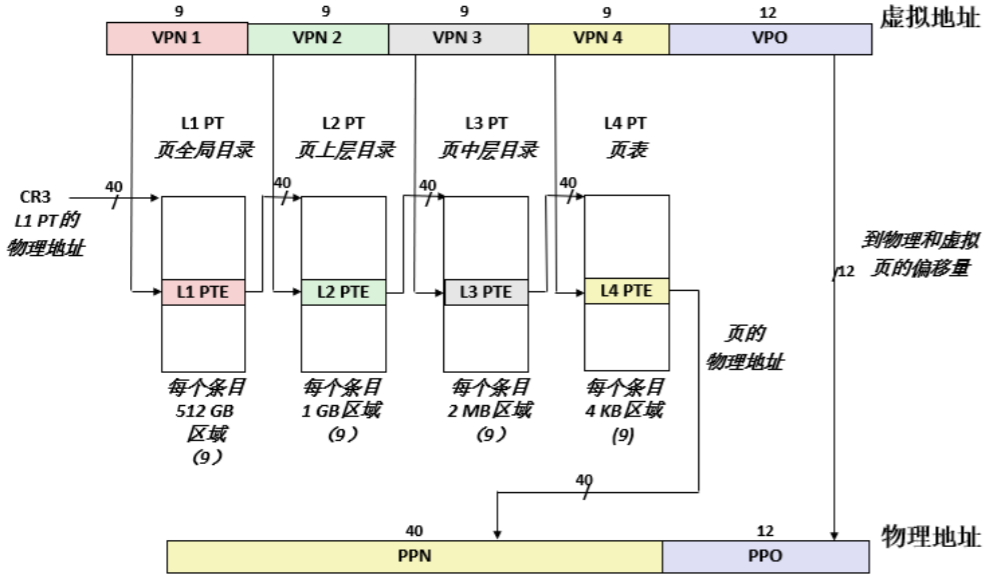 9 9 9 9 12 虚拟地址
VPN 1 VPN 2 VPN 3 VPN 4 VPO
L1 PT L2 PT L3 PT L4 PT
页全局目录 页上层目录 页中层目录 页表
CR3 40 40 40 40
L1 PT的
物理地址
到物理和虚拟
页的偏移量
12
L1 PTE L2 PTE L3 PTE L4 PTE
页的
物理地址
每个条目 每个条目 每个条目 每个条目
512 GB 1 GB区域 2 MB区域 4 KB区域
区域 （9） （9） (9)
（9）
40
40 12 物理地址
PPN PPO